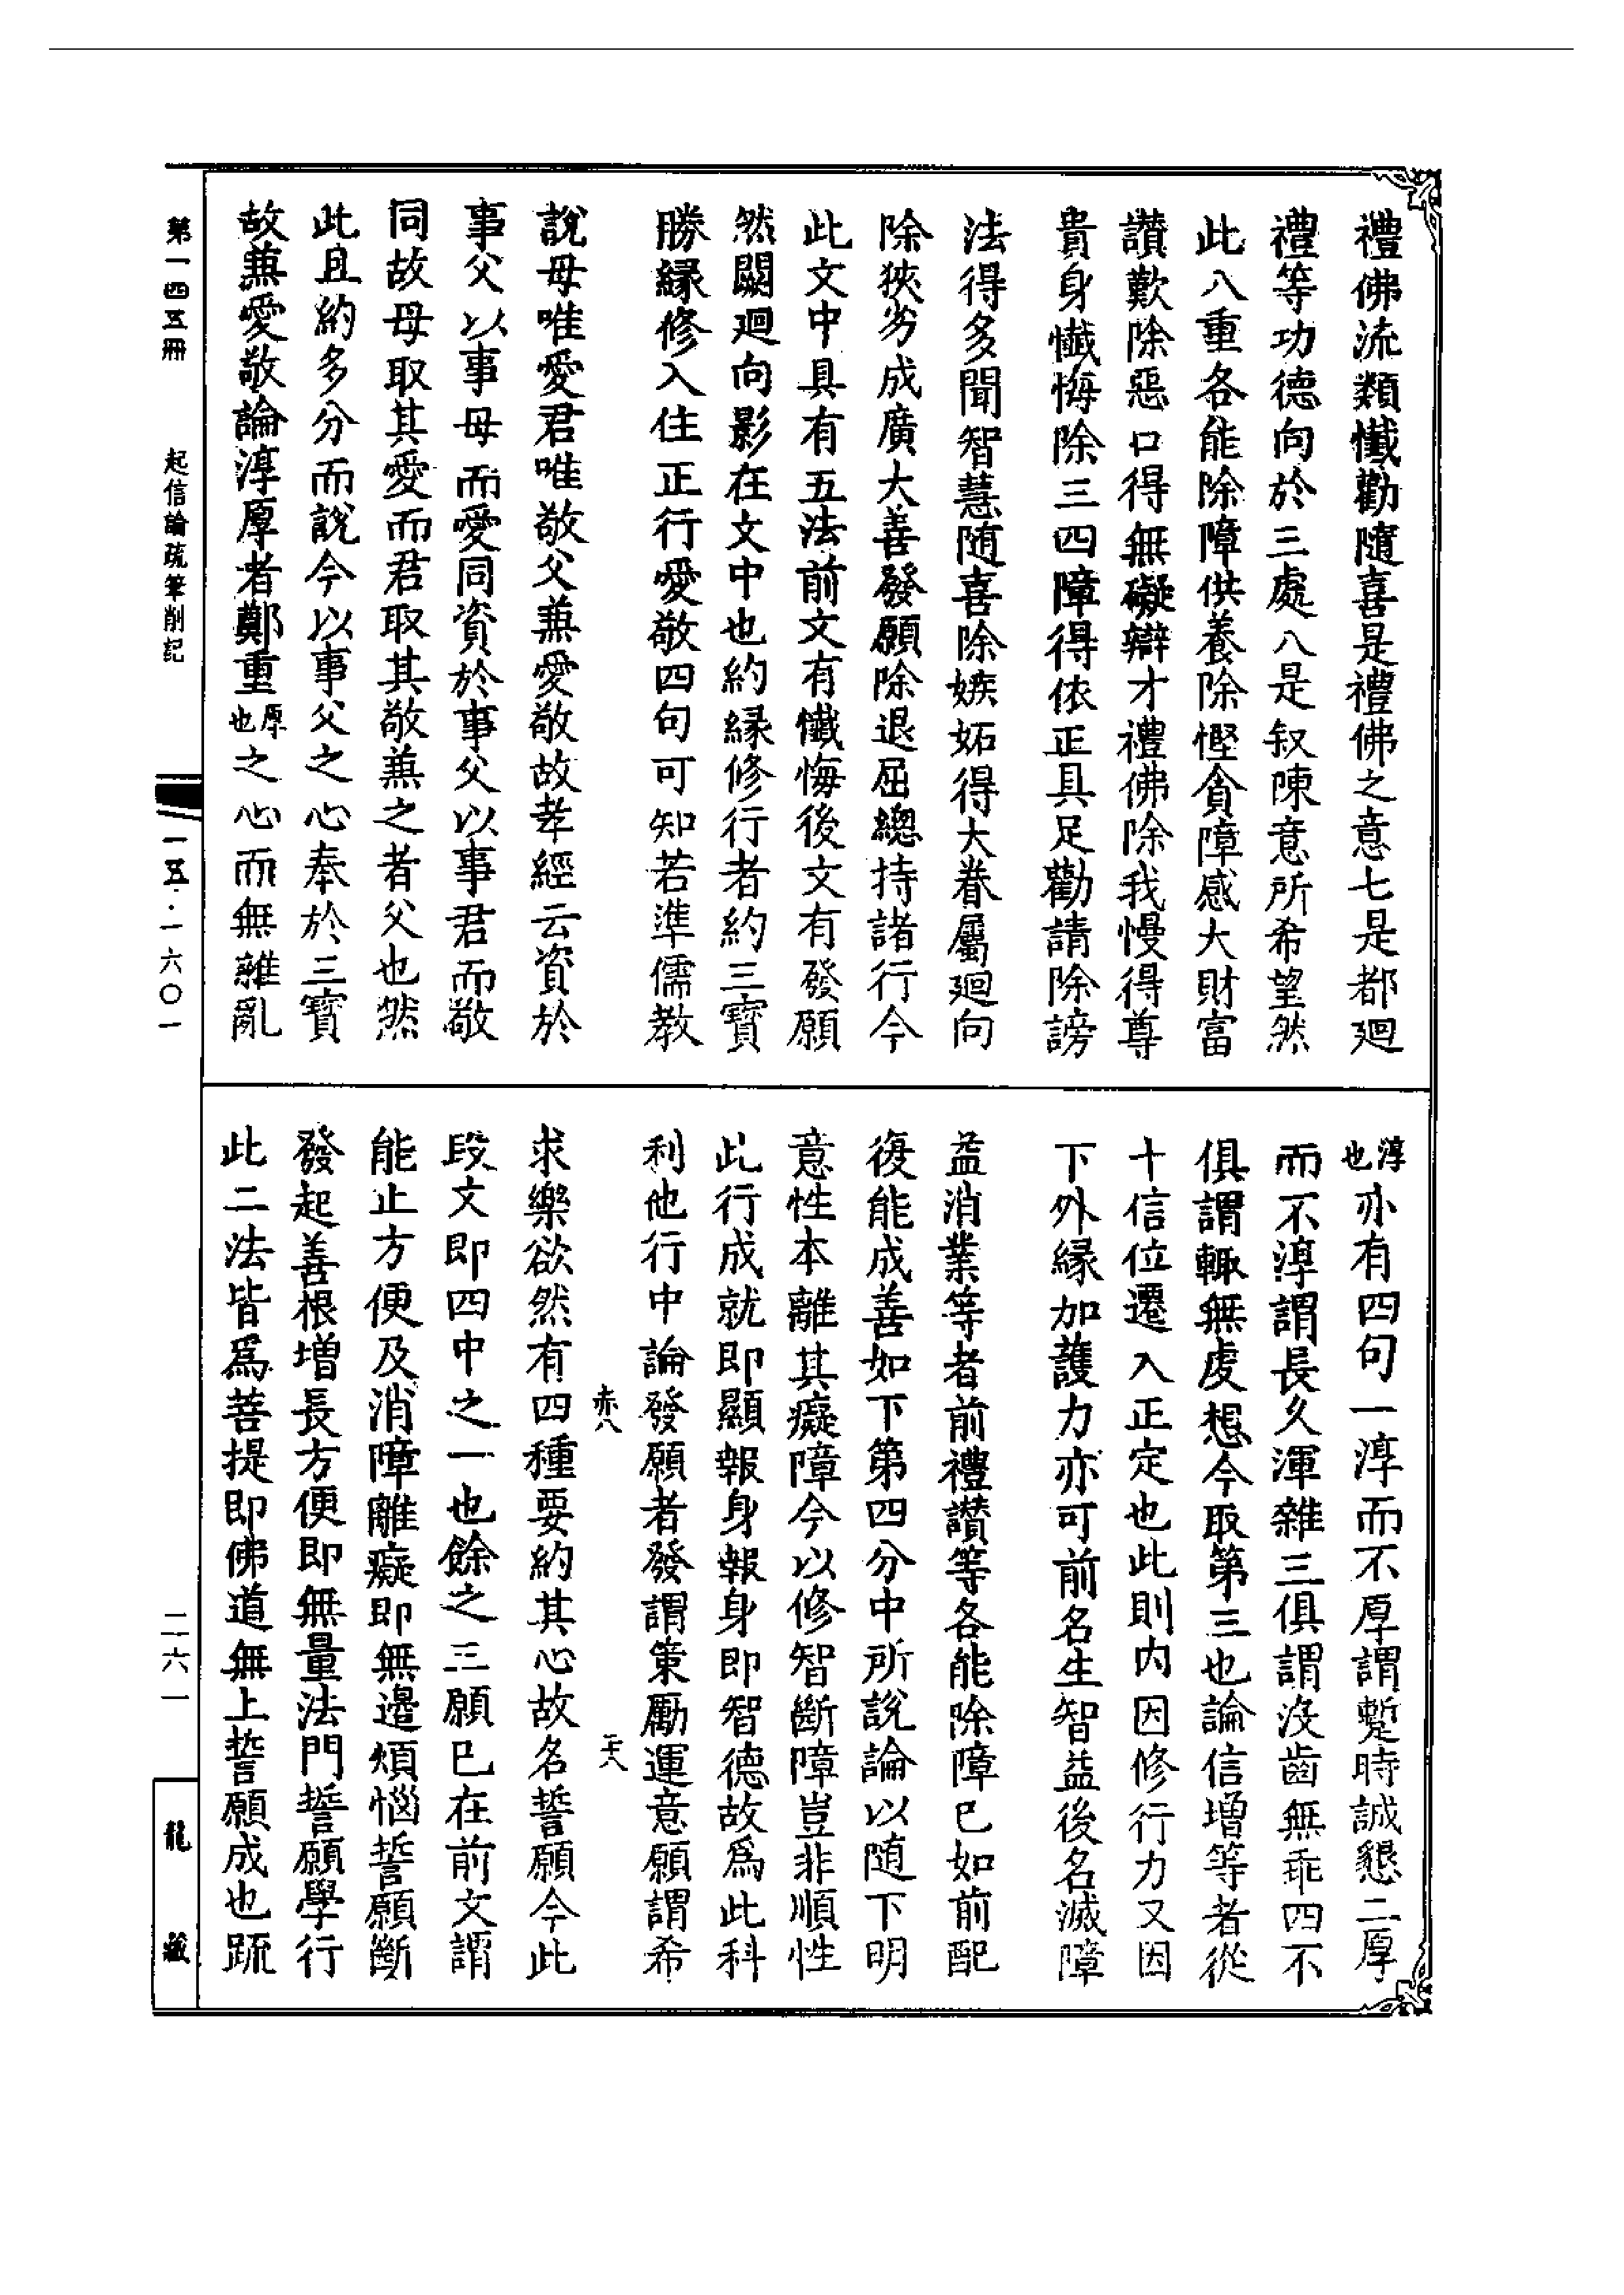 禮佛流類懺勸隨喜是禮佛之意七是都廻
禮等功德向於三處八是叙陳意所希望然
此八重各能除障供養除慳貪障感大財富
讚歎除惡口得無礙辯才禮佛除我慢得尊
貴身懺悔除三四障得依正具足勸請除謗
法得多聞智慧随喜除嫉妬得大眷屬廻向
除狹劣成廣大善發願除退屈總持諸行今
此文中具有五法前文有懺悔後文有發願
然闕廻向影在文中也約縁修行者約三寳
勝縁修入住正行愛敬四句可知若準儒教
說母唯愛君唯敬父兼愛敬故孝經云資於
事父以事母而愛同資於事父以事君而敬
同故母取其愛而君取其敬兼之者父也然
此且約多分而說今以事父之心奉於三寳
故兼愛敬論淳厚者鄭重厚也之心而無雜亂
淳也亦有四句一淳而不厚謂蹔時誠懇二厚
而不淳謂長久渾雜三俱謂没齒無乖四不
俱謂輙無虔想今取第三也論信增等者從
十信位遷入正定也此則内因修行力又因
下外縁加護力亦可前名生智益後名滅障
益消業等者前禮讃等各能除障已如前配
復能成善如下第四分中所說論以随下明
意性本離其癡障今以修智斷障豈非順性
此行成就即顯報身報身即智德故爲此科
利他行中論發願者發謂策勵運意願謂希
求樂欲然有四種要約其心故名誓願今此
段文即四中之一也餘之三願已在前文謂
能止方便及消障離癡即無邊煩惱誓願斷
發起善根增長方便即無量法門誓願學行
此二法皆爲菩提即佛道無上誓願成也䟽
第一四五冊
起信論疏筆削記
一五·一六〇一
二六一
龍藏